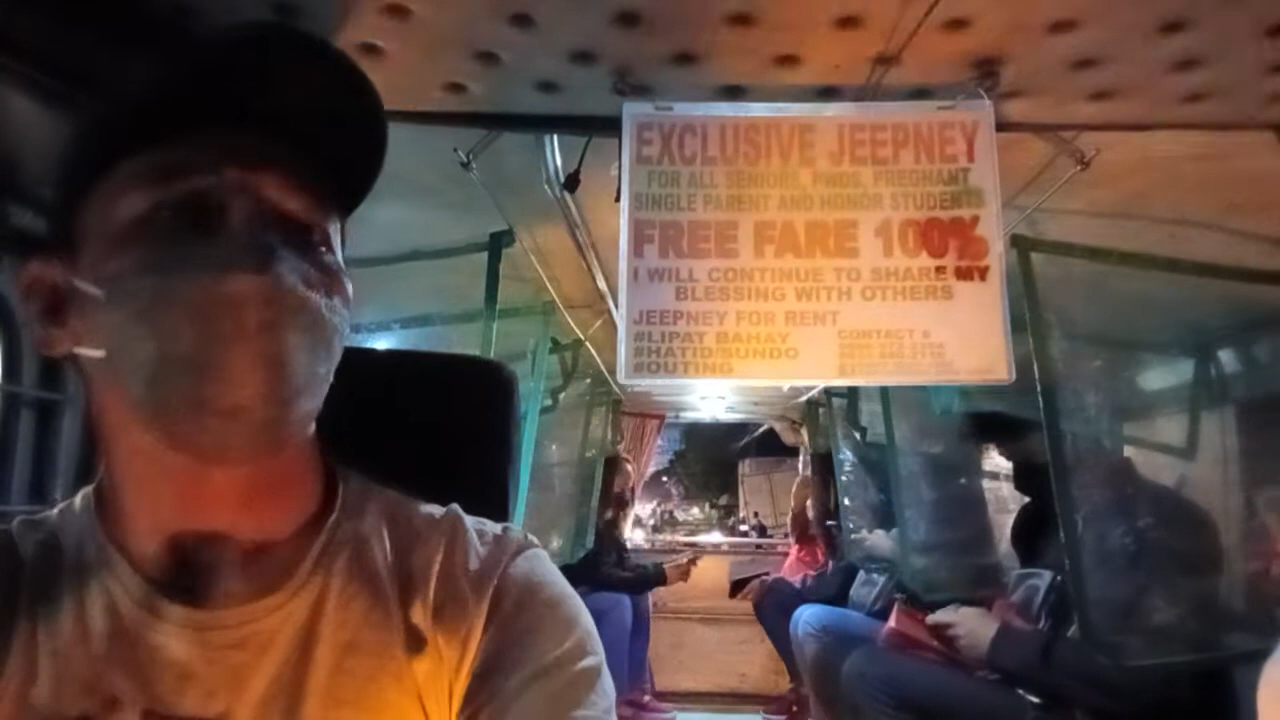 EXCLUSIVE JEEPNEY
FOR ALL SENIORS, PWDS, PREGNANT
SINGLE PARENT AND HONOR STUDENTS
FREE FARE 100%
I WILL CONTINUE TO SHARE MY
BLESSING WITH OTHERS
JEEPNEY FOR RENT
#LIPAT BAHAY
#HATID/SUNDO
#OUTING
CONTACT #